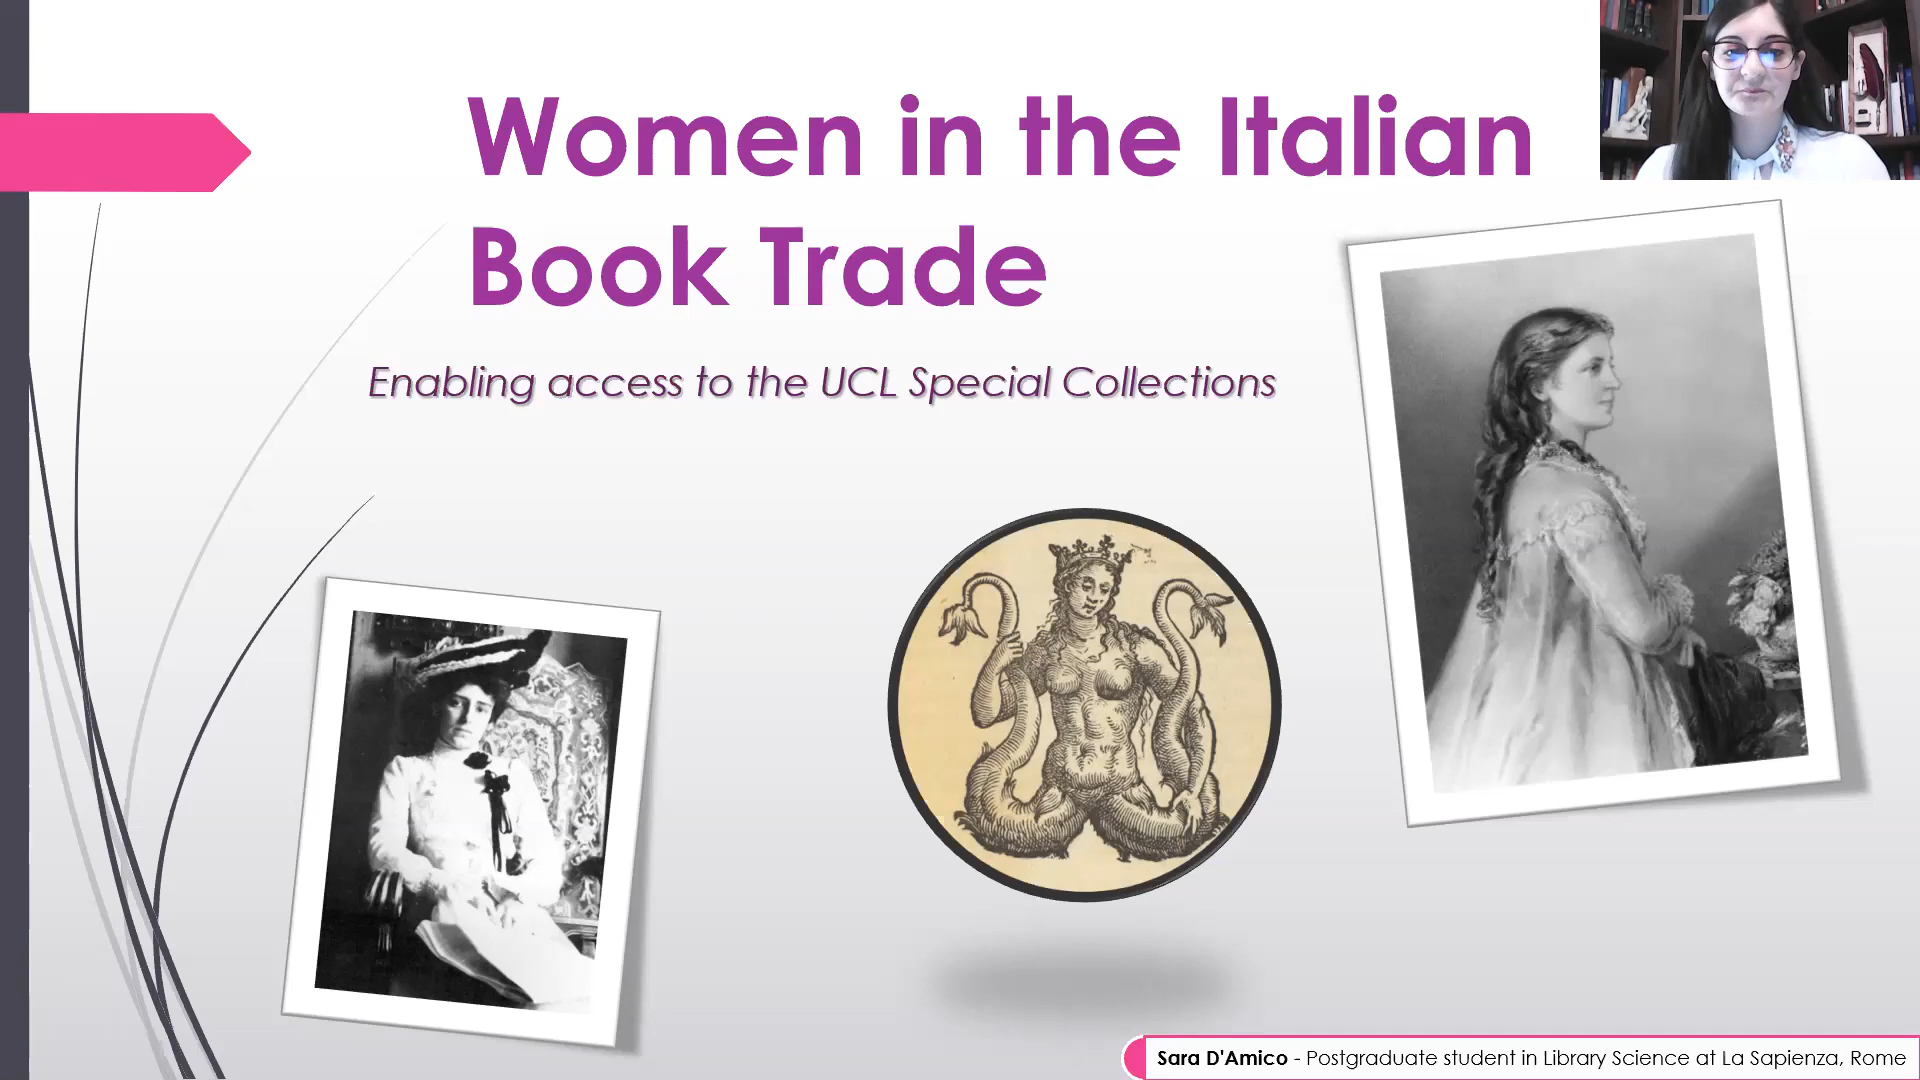 Women in the Italian
Book Trade
Enabling access to the UCL Special Collections
Sara D'Amico - Postgraduate student in Library Science at La Sapienza, Rome